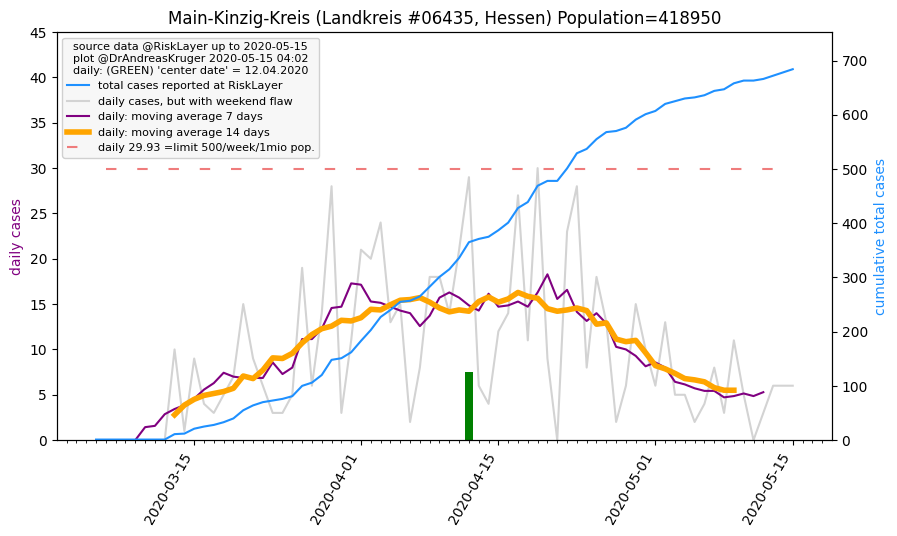 Main-Kinzig-Kreis (Landkreis #06435, Hessen) Population=418950
source data @RiskLayer up to 2020-05-15
plot @DrAndreasKruger 2020-05-15 04:02
daily: (GREEN) 'center date' = 12.04.2020
total cases reported at RiskLayer
daily cases, but with weekend flaw
daily: moving average 7 days
daily: moving average 14 days
daily 29.93 =limit 500/week/1mio pop.
daily cases
45
40
35
30
25
20
15
10
5
0
700
600
500
400
300
200
100
0
cumulative total cases
2020-03-15
2020-04-01
2020-04-15
2020-05-01
2020-05-15